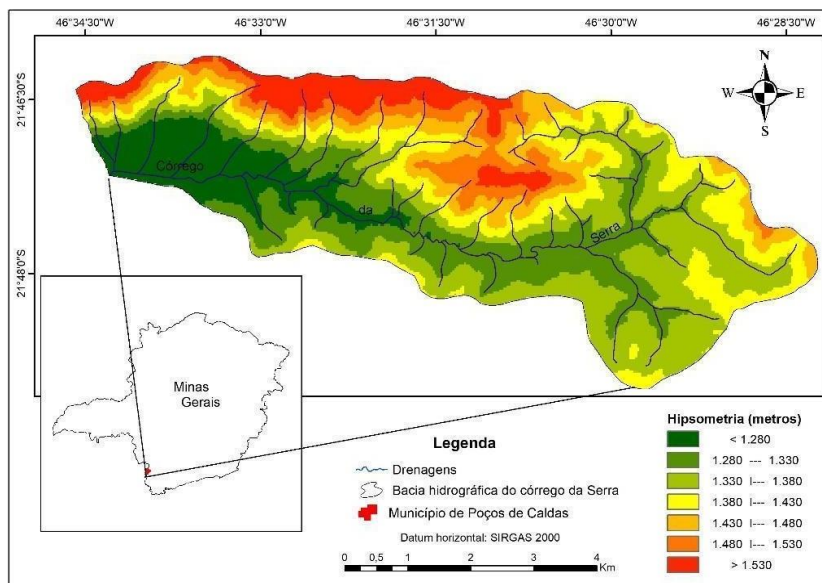 46°34'30"W 46°33'0"W 46°31'30"W 46°30'0"W 46°28'30"W
21°46'30"S
21°48'0"S
N
W E
S
Córrego
da
Serra
Minas
Gerais
Legenda
Drenagens
Bacia hidrográfica do córrego da Serra
Município de Poços de Caldas
Datum horizontal: SIRGAS 2000
0 0,5 1 2 3 4
Km
Hipsometria (metros)
< 1.280
1.280 --- 1.330
1.330 I--- 1.380
1.380 I--- 1.430
1.430 I--- 1.480
1.480 I--- 1.530
> 1.530